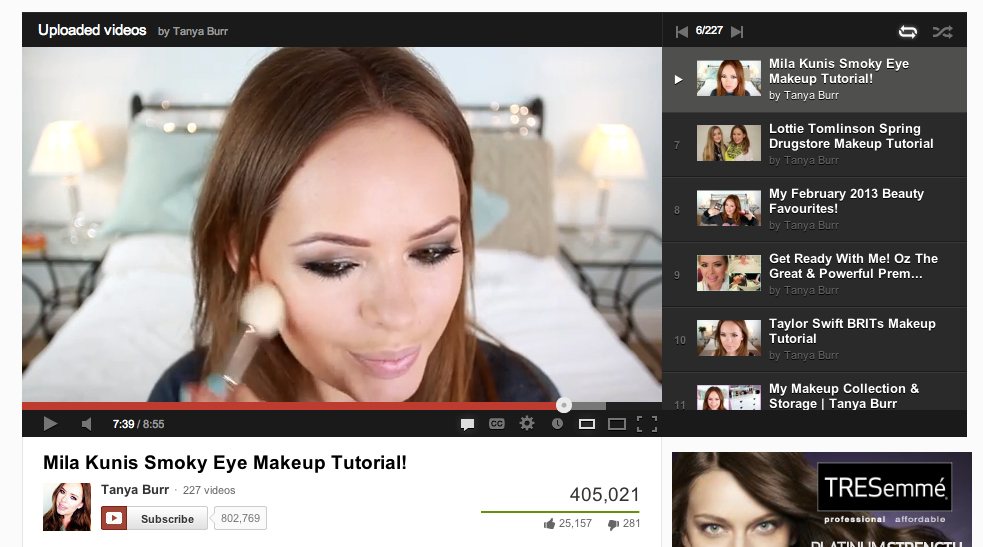 Uploaded videos by Tanya Burr
6/227
Mila Kunis Smoky Eye
Makeup Tutorial!
by Tanya Burr
7
Lottie Tomlinson Spring
Drugstore Makeup Tutorial
by Tanya Burr
8
My February 2013 Beauty
Favourites!
by Tanya Burr
9
Get Ready With Me! Oz The
Great & Powerful Prem...
by Tanya Burr
10
Taylor Swift BRITs Makeup
Tutorial
by Tanya Burr
11
My Makeup Collection &
Storage | Tanya Burr
7:39 / 8:55
CC
Mila Kunis Smoky Eye Makeup Tutorial!
Tanya Burr · 227 videos
Subscribe 802,769
405,021
25,157 281
TRESemmé
professional affordable
PLATINUM STRENGTH